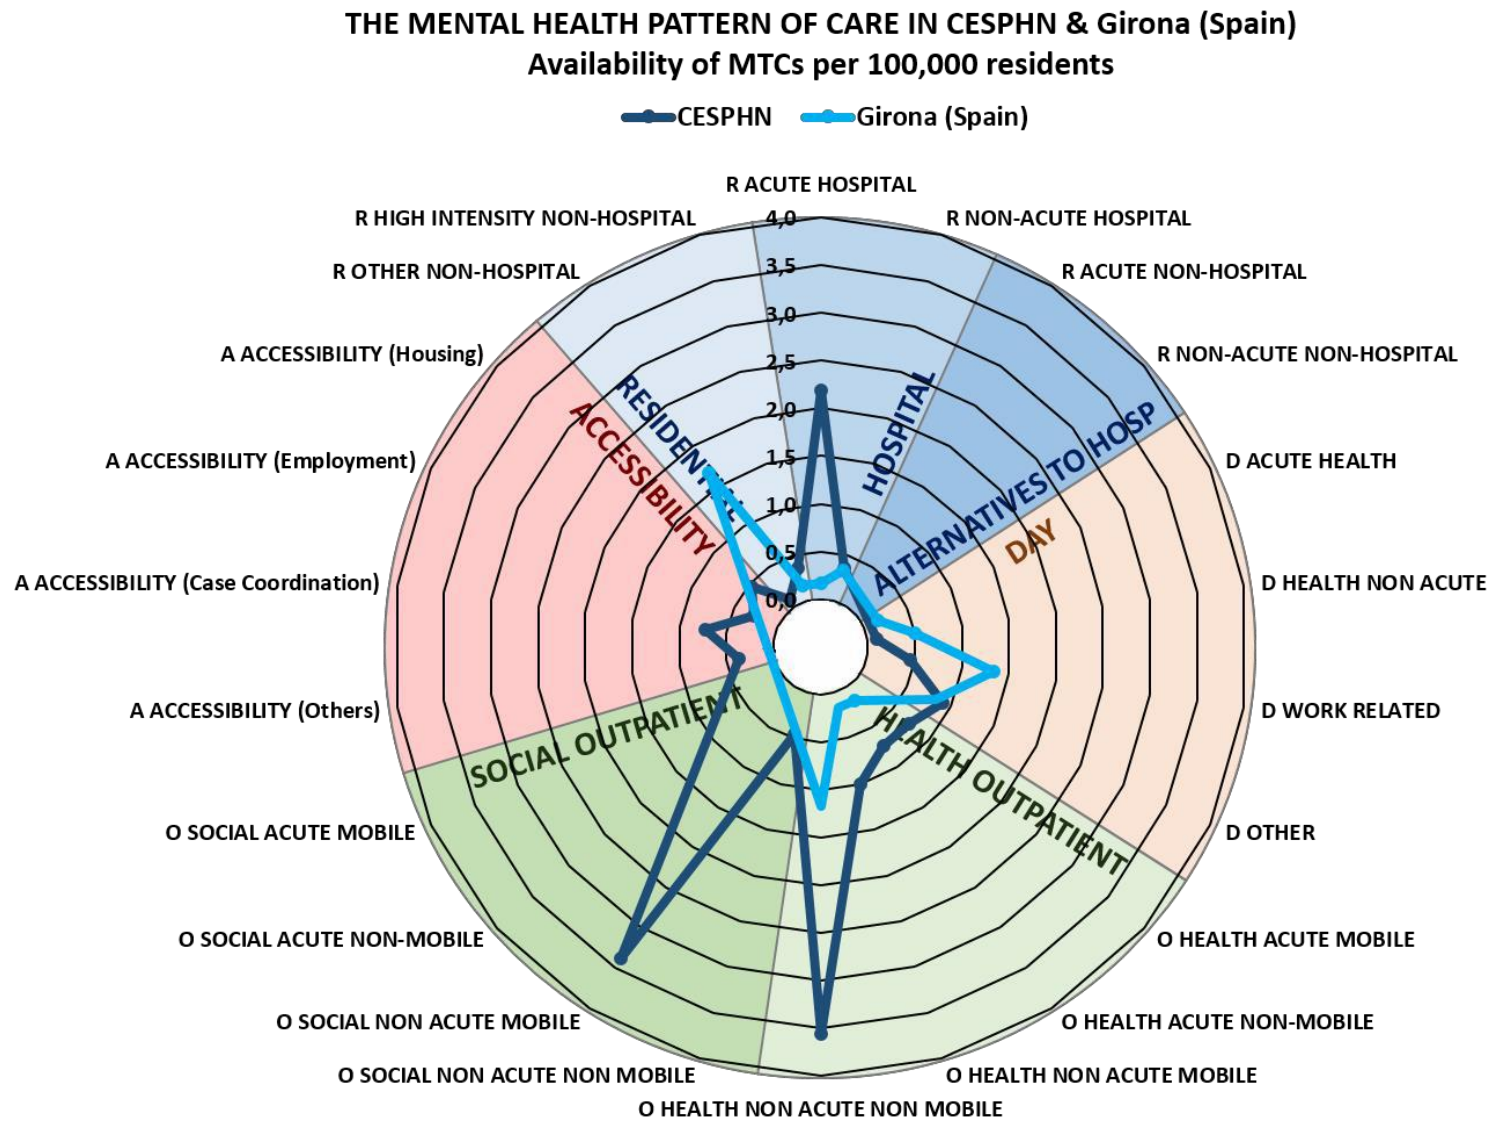 THE MENTAL HEALTH PATTERN OF CARE IN CESPHN & Girona (Spain)
Availability of MTCs per 100,000 residents
CESPHN
Girona (Spain)
R ACUTE HOSPITAL
R NON-ACUTE HOSPITAL
R ACUTE NON-HOSPITAL
R NON-ACUTE NON-HOSPITAL
D ACUTE HEALTH
D HEALTH NON ACUTE
D WORK RELATED
D OTHER
O HEALTH ACUTE MOBILE
O HEALTH ACUTE NON-MOBILE
O HEALTH NON ACUTE MOBILE
O HEALTH NON ACUTE NON MOBILE
O SOCIAL NON ACUTE NON MOBILE
O SOCIAL NON ACUTE MOBILE
O SOCIAL ACUTE NON-MOBILE
O SOCIAL ACUTE MOBILE
A ACCESSIBILITY (Others)
A ACCESSIBILITY (Case Coordination)
A ACCESSIBILITY (Employment)
A ACCESSIBILITY (Housing)
R OTHER NON-HOSPITAL
R HIGH INTENSITY NON-HOSPITAL
4,0
3,5
3,0
2,5
2,0
1,5
1,0
0,5
0,0
HOSPITAL
ALTERNATIVES TO HOSP
DAY
HEALTH OUTPATIENT
SOCIAL OUTPATIENT
ACCESSIBILITY
RESIDENTIAL